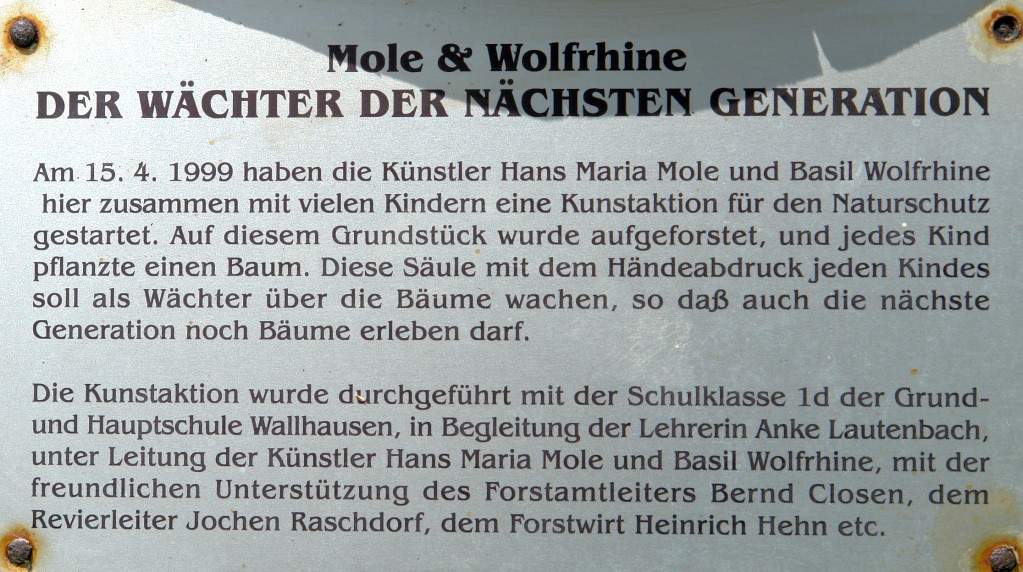 Mole & Wolfrhine
DER WÄCHTER DER NÄCHSTEN GENERATION
Am 15. 4. 1999 haben die Künstler Hans Maria Mole und Basil Wolfrhine
hier zusammen mit vielen Kindern eine Kunstaktion für den Naturschutz
gestartet. Auf diesem Grundstück wurde aufgeforstet, und jedes Kind
pflanzte einen Baum. Diese Säule mit dem Händeabdruck jeden Kindes
soll als Wächter über die Bäume wachen, so daß auch die nächste
Generation noch Bäume erleben darf.
Die Kunstaktion wurde durchgeführt mit der Schulklasse 1d der Grund-
und Hauptschule Wallhausen, in Begleitung der Lehrerin Anke Lautenbach,
unter Leitung der Künstler Hans Maria Mole und Basil Wolfrhine, mit der
freundlichen Unterstützung des Forstamtleiters Bernd Closen, dem
Revierleiter Jochen Raschdorf, dem Forstwirt Heinrich Hehn etc.